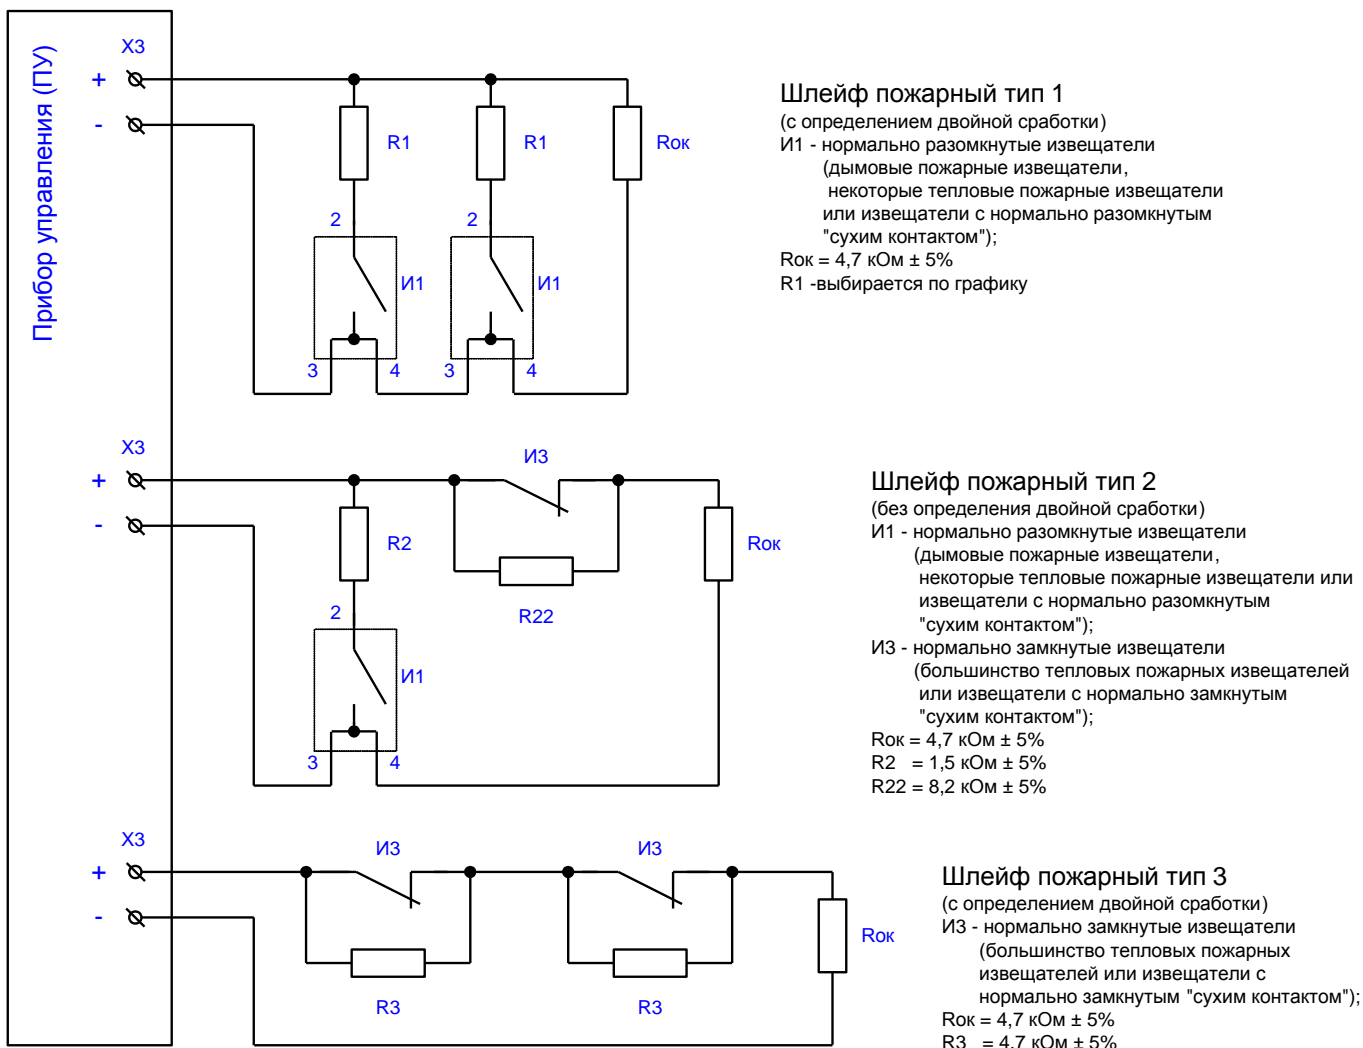 Прибор управления (ПУ)
X3
+
-
R1
R1
Rок
2
2
И1
И1
3
4
3
4
Шлейф пожарный тип 1
(с определением двойной сработки)
И1 - нормально разомкнутые извещатели
(дымовые пожарные извещатели,
некоторые тепловые пожарные извещатели
или извещатели с нормально разомкнутым
"сухим контактом");
Rок = 4,7 кОм ± 5%
R1 -выбирается по графику
X3
+
-
И3
R2
Rок
R22
2
И1
3
4
Шлейф пожарный тип 2
(без определения двойной сработки)
И1 - нормально разомкнутые извещатели
(дымовые пожарные извещатели,
некоторые тепловые пожарные извещатели или
извещатели с нормально разомкнутым
"сухим контактом");
И3 - нормально замкнутые извещатели
(большинство тепловых пожарных извещателей
или извещатели с нормально замкнутым
"сухим контактом");
Rок = 4,7 кОм ± 5%
R2 = 1,5 кОм ± 5%
R22 = 8,2 кОм ± 5%
X3
+
-
И3
И3
Rок
R3
R3
Шлейф пожарный тип 3
(с определением двойной сработки)
И3 - нормально замкнутые извещатели
(большинство тепловых пожарных
извещателей или извещатели с
нормально замкнутым "сухим контактом");
Rок = 4,7 кОм ± 5%
R3 = 4,7 кОм ± 5%